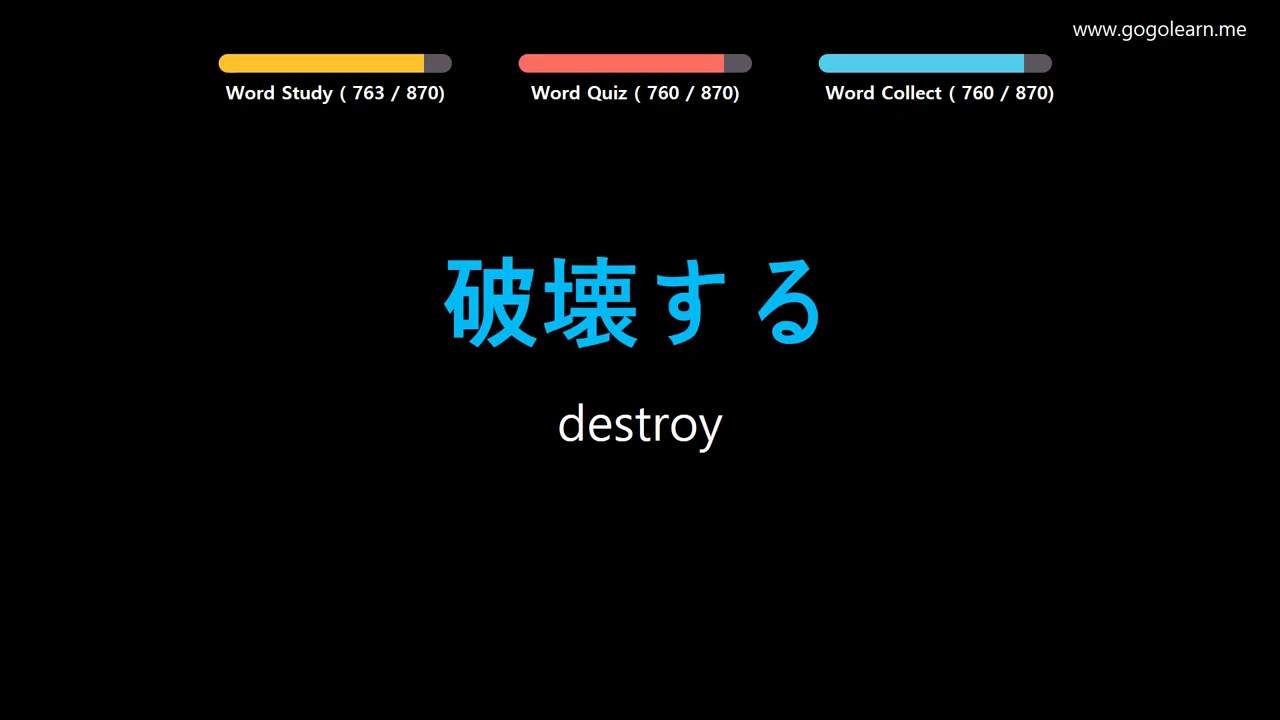 www.gogolearn.me
Word Study ( 763 / 870)
Word Quiz ( 760 / 870)
Word Collect ( 760 / 870)
破壊する
destroy